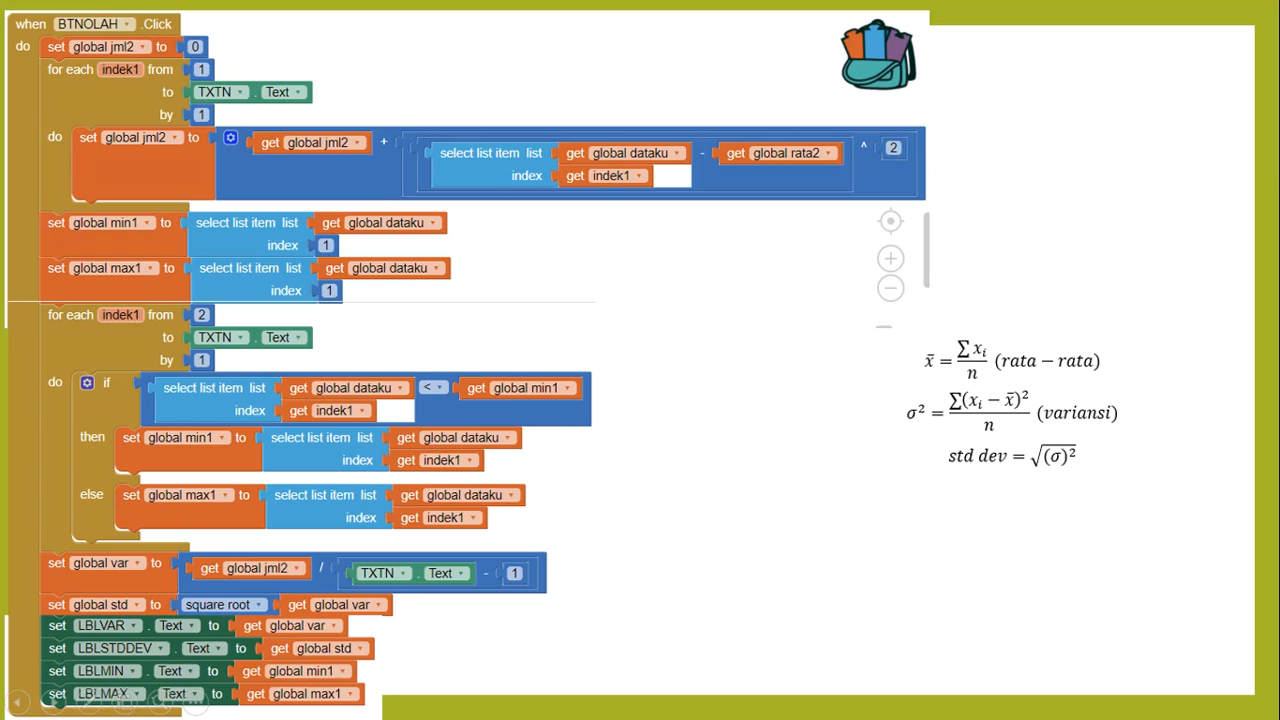 when BTNOLAH .Click
do set global jml2 to 0
for each indek1 from 1
to TXTN . Text
by 1
do set global jml2 to get global jml2 + select list item list get global dataku - get global rata2 ^ 2
index get indek1
set global min1 to select list item list get global dataku
index 1
set global max1 to select list item list get global dataku
index 1
for each indek1 from 2
to TXTN . Text
by 1
do if select list item list get global dataku < get global min1
index get indek1
then set global min1 to select list item list get global dataku
index get indek1
else set global max1 to select list item list get global dataku
index get indek1
set global var to get global jml2 / TXTN . Text - 1
set global std to square root get global var
set LBLVAR . Text to get global var
set LBLSTDDEV . Text to get global std
set LBLMIN . Text to get global min1
set LBLMAX . Text to get global max1
x̄ = ∑ xᵢ / n (rata − rata)
σ² = ∑(xᵢ − x̄)² / n (variansi)
std dev = √(σ)²